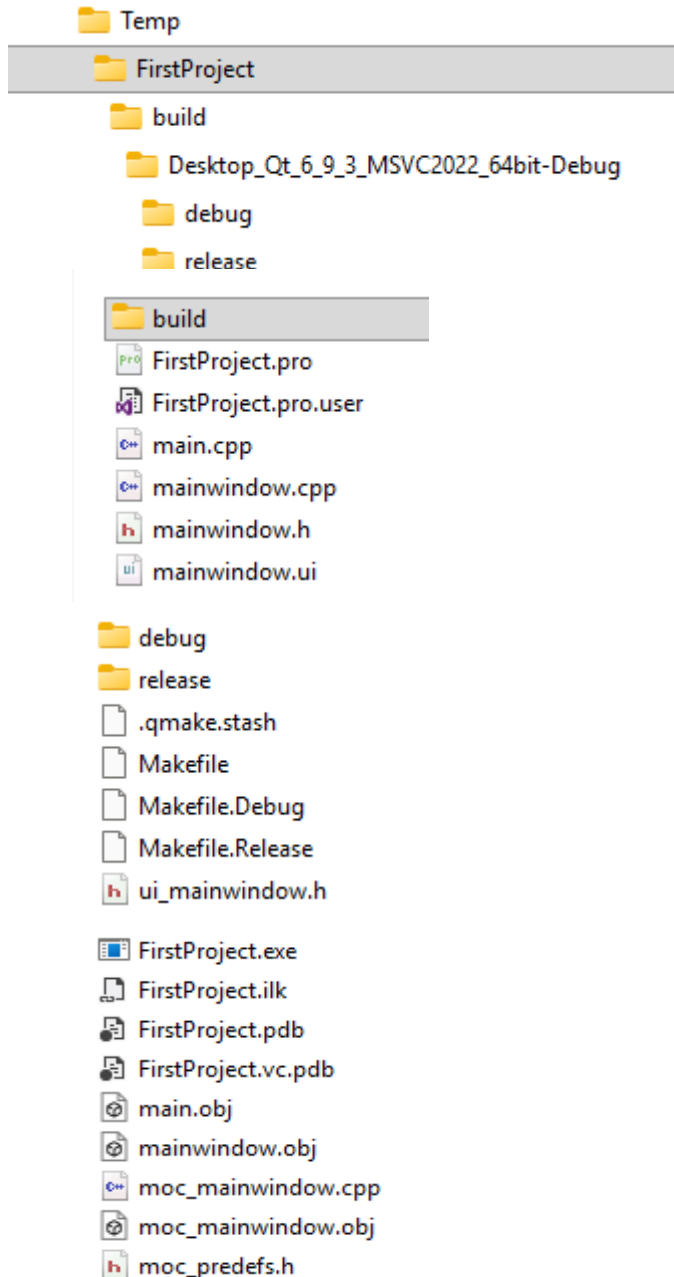 Temp
FirstProject
build
Desktop_Qt_6_9_3_MSVC2022_64bit-Debug
debug
release
build
Pro FirstProject.pro
FirstProject.pro.user
C++ main.cpp
C++ mainwindow.cpp
h mainwindow.h
ui mainwindow.ui
debug
release
.qmake.stash
Makefile
Makefile.Debug
Makefile.Release
h ui_mainwindow.h
FirstProject.exe
FirstProject.ilk
FirstProject.pdb
FirstProject.vc.pdb
main.obj
mainwindow.obj
C++ moc_mainwindow.cpp
moc_mainwindow.obj
h moc_predefs.h